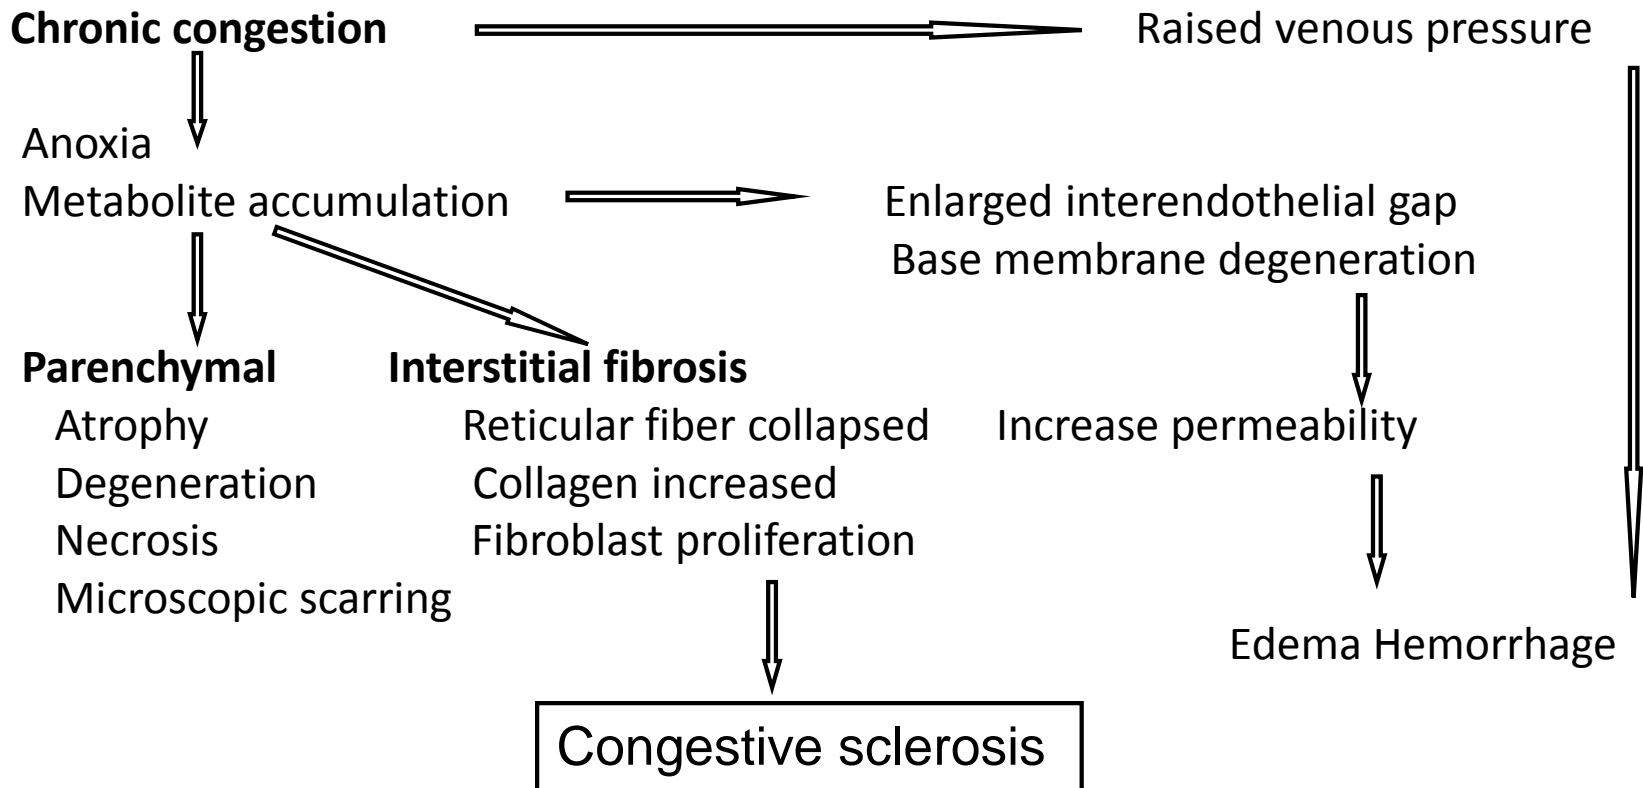 Chronic congestion
Raised venous pressure
Anoxia
Metabolite accumulation
Enlarged interendothelial gap
Base membrane degeneration
Parenchymal
Interstitial fibrosis
Atrophy
Reticular fiber collapsed
Increase permeability
Degeneration
Collagen increased
Necrosis
Fibroblast proliferation
Microscopic scarring
Edema Hemorrhage
Congestive sclerosis